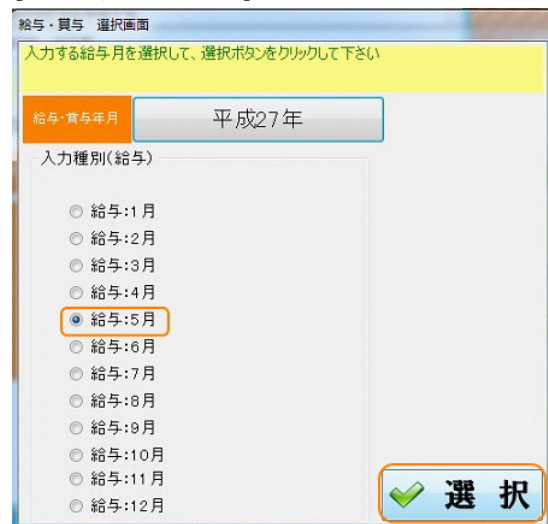 給与・賞与 選択画面
入力する給与月を選択して、選択ボタンをクリックして下さい
給与・賞与年月
平成27年
入力種別(給与)
給与:1月
給与:2月
給与:3月
給与:4月
給与:5月
給与:6月
給与:7月
給与:8月
給与:9月
給与:10月
給与:11月
給与:12月
選択